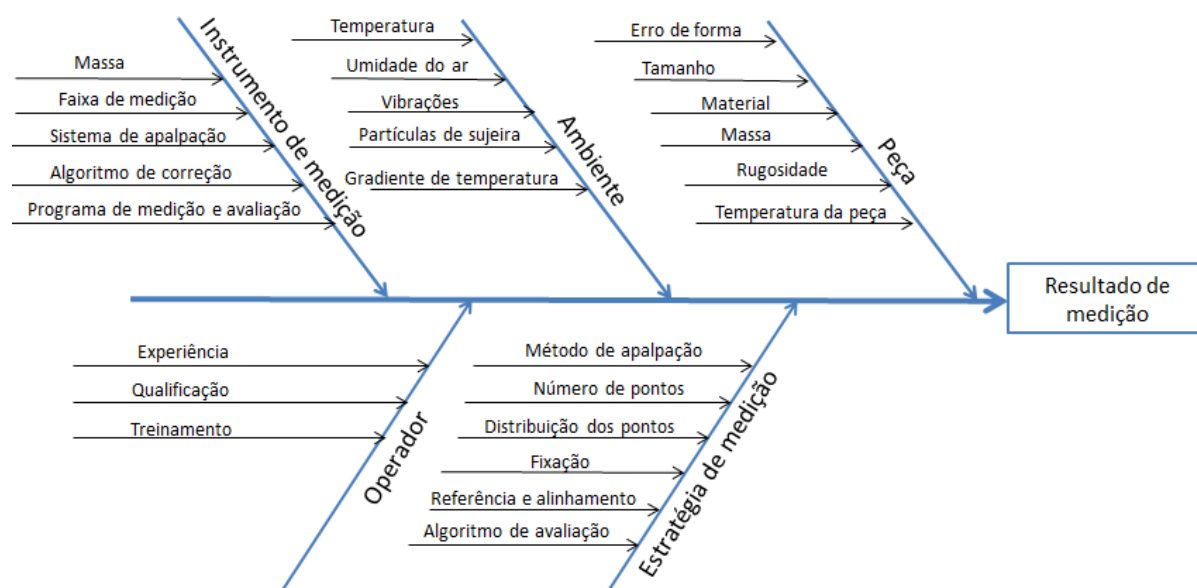 Instrumento de medição
Massa
Faixa de medição
Sistema de apalpação
Algoritmo de correção
Programa de medição e avaliação
Ambiente
Temperatura
Umidade do ar
Vibrações
Partículas de sujeira
Gradiente de temperatura
Peça
Erro de forma
Tamanho
Material
Massa
Rugosidade
Temperatura da peça
Resultado de
medição
Operador
Experiência
Qualificação
Treinamento
Estratégia de medição
Método de apalpação
Número de pontos
Distribuição dos pontos
Fixação
Referência e alinhamento
Algoritmo de avaliação